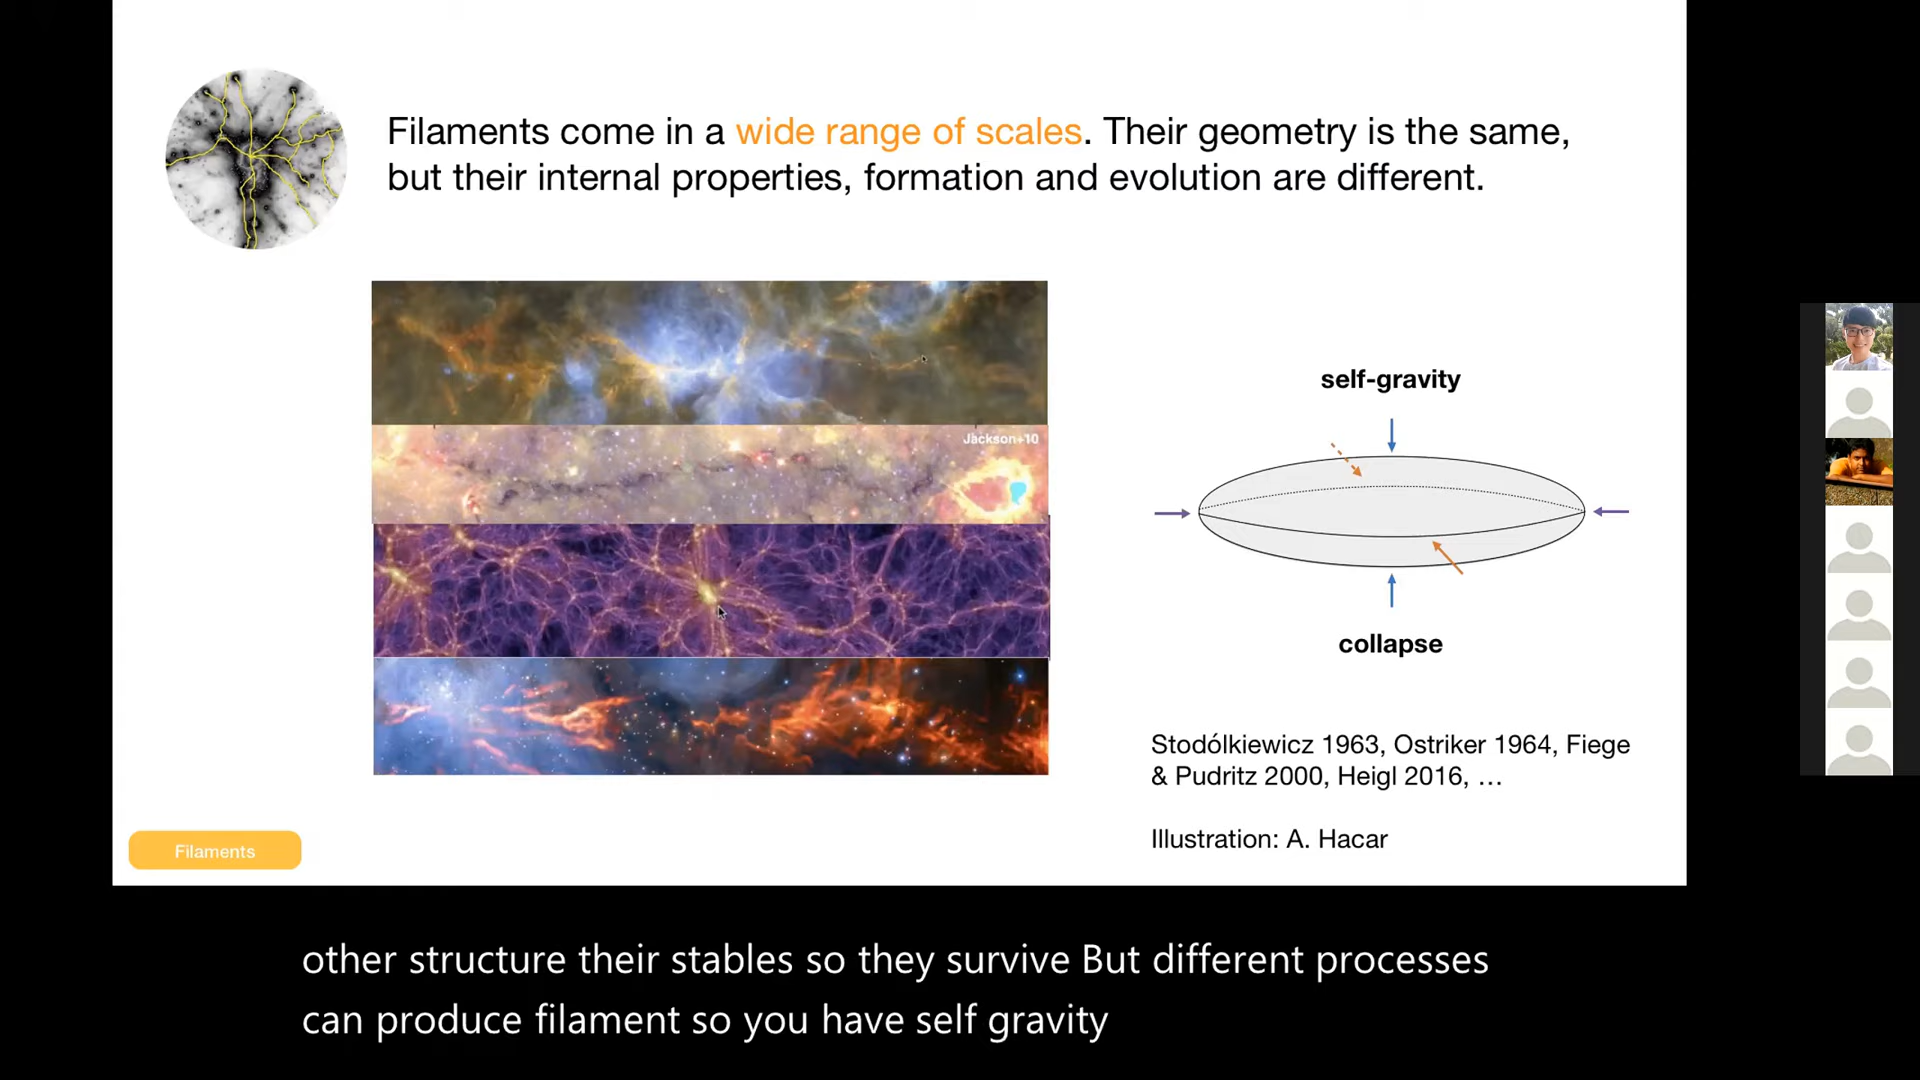 Filaments come in a wide range of scales. Their geometry is the same,
but their internal properties, formation and evolution are different.
Jackson+10
self-gravity
collapse
Stodólkiewicz 1963, Ostriker 1964, Fiege
& Pudritz 2000, Heigl 2016, …
Illustration: A. Hacar
Filaments
other structure their stables so they survive But different processes
can produce filament so you have self gravity